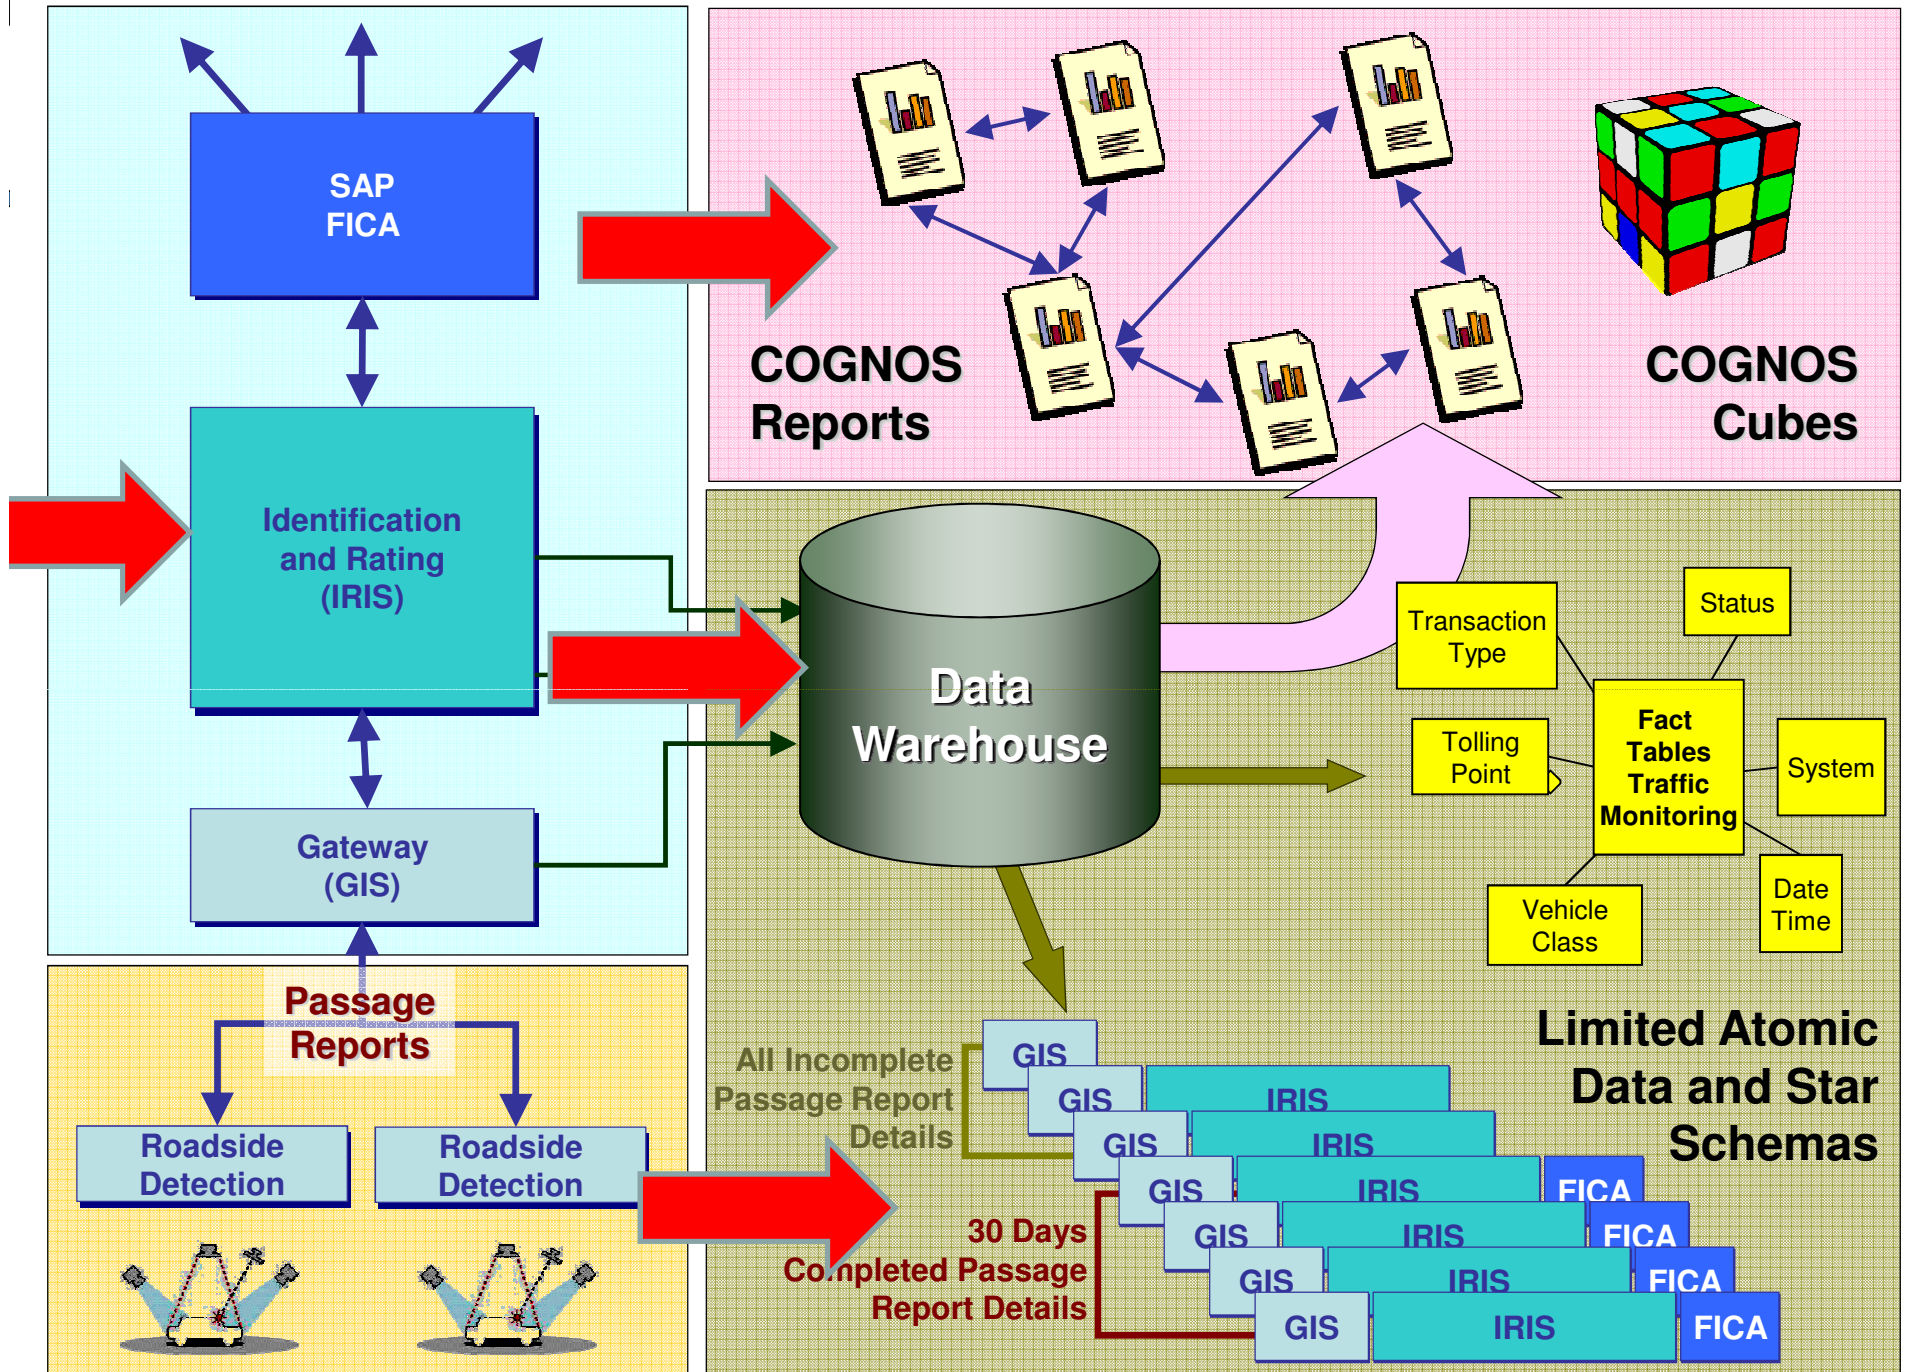 SAP
FICA
Identification
and Rating
(IRIS)
Gateway
(GIS)
Passage
Reports
Roadside
Detection
Roadside
Detection
COGNOS
Reports
COGNOS
Cubes
Data
Warehouse
Transaction
Type
Status
Tolling
Point
Fact
Tables
Traffic
Monitoring
System
Vehicle
Class
Date
Time
Limited Atomic
Data and Star
Schemas
All Incomplete
Passage Report
Details
30 Days
Completed Passage
Report Details
GIS
GIS
IRIS
GIS
IRIS
GIS
IRIS
FICA
GIS
IRIS
FICA
GIS
IRIS
FICA
GIS
IRIS
FICA